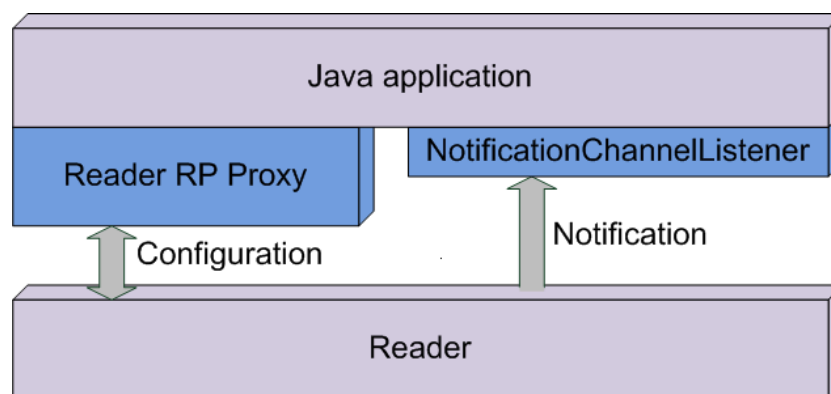 Java application
Reader RP Proxy
NotificationChannelListener
Configuration
Notification
Reader